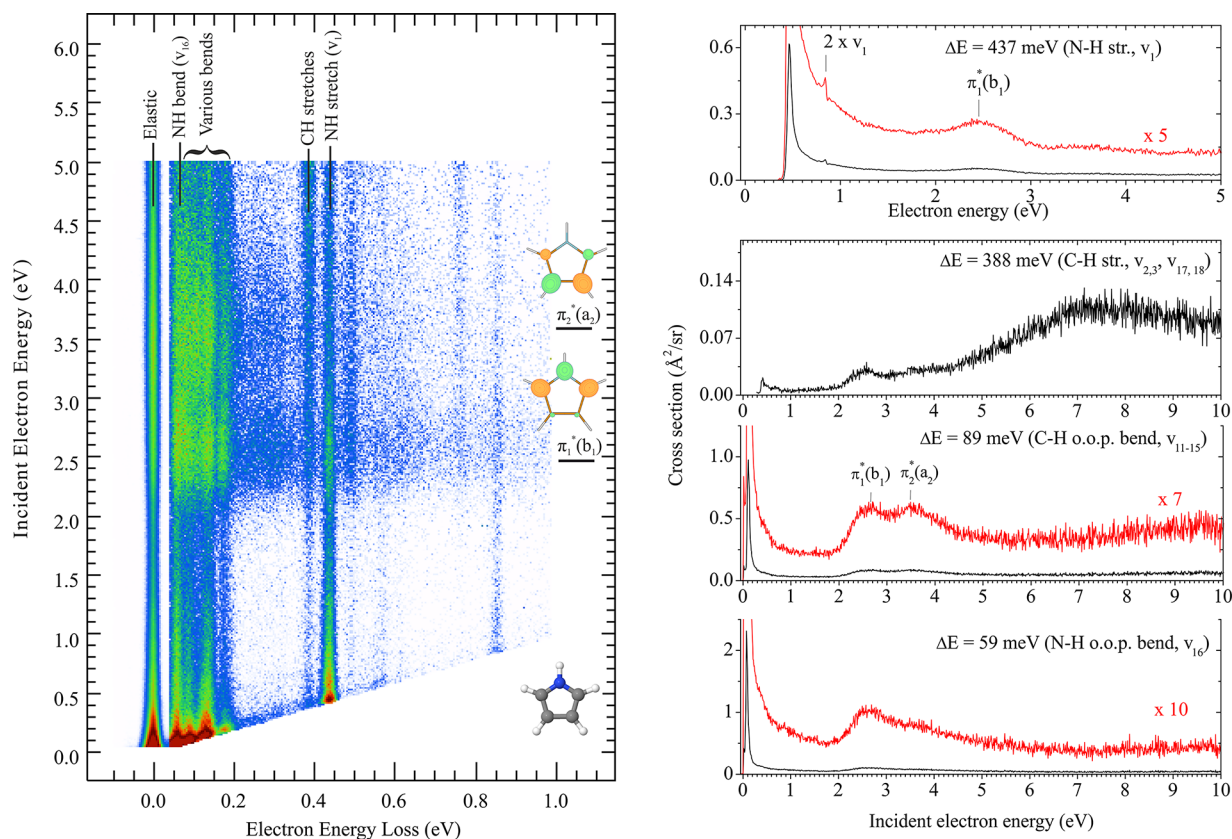 6.0
5.5
5.0
4.5
4.0
3.5
3.0
2.5
2.0
1.5
1.0
0.5
0.0
Incident Electron Energy (eV)
Elastic
NH bend (ν16)
Various bends
CH stretches
NH stretch (ν1)
π2*(a2)
π1*(b1)
0.0 0.2 0.4 0.6 0.8 1.0
Electron Energy Loss (eV)
Cross section (Å2/sr)
0.6
0.3
0.0
2 x ν1
ΔE = 437 meV (N-H str., ν1)
π1*(b1)
x 5
0 1 2 3 4 5
Electron energy (eV)
0.14
0.07
0.00
ΔE = 388 meV (C-H str., ν2,3, ν17, 18)
0 1 2 3 4 5 6 7 8 9 10
1.0
0.5
0.0
ΔE = 89 meV (C-H o.o.p. bend, ν11-15)
π1*(b1)
π2*(a2)
x 7
0 1 2 3 4 5 6 7 8 9 10
2
1
0
ΔE = 59 meV (N-H o.o.p. bend, ν16)
x 10
0 1 2 3 4 5 6 7 8 9 10
Incident electron energy (eV)